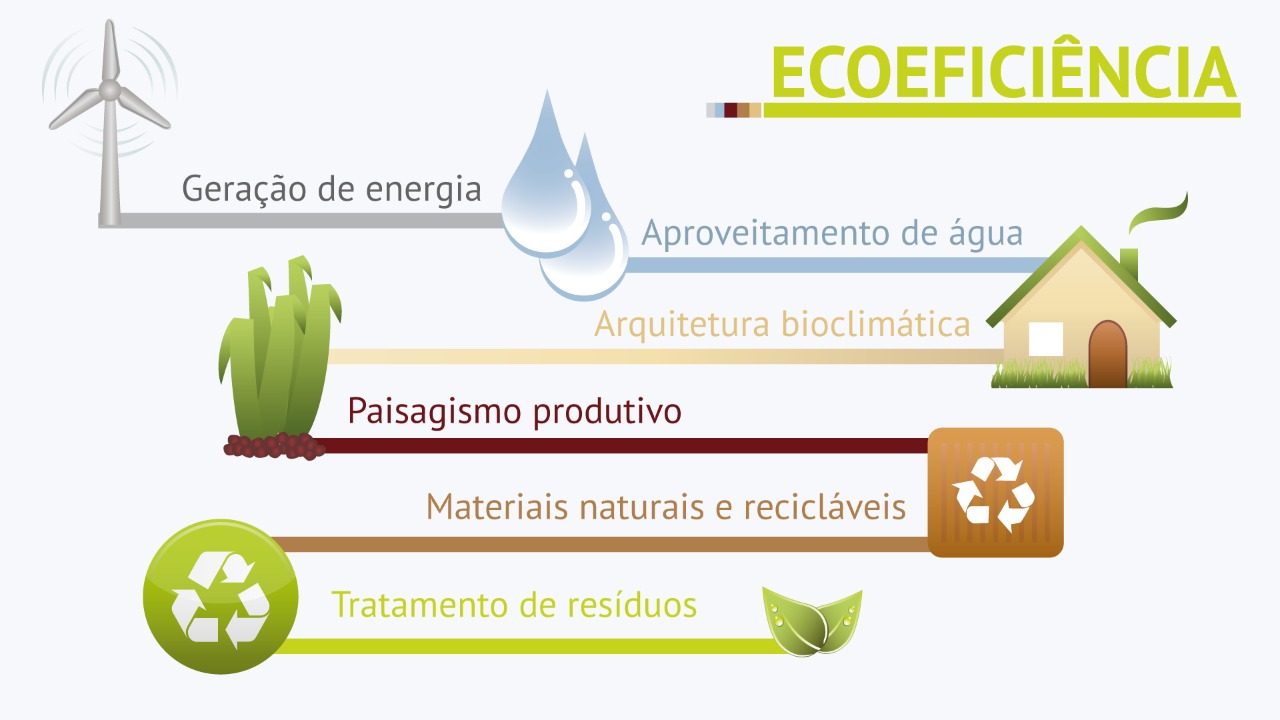 ECOEFICIÊNCIA
Geração de energia
Aproveitamento de água
Arquitetura bioclimática
Paisagismo produtivo
Materiais naturais e recicláveis
Tratamento de resíduos